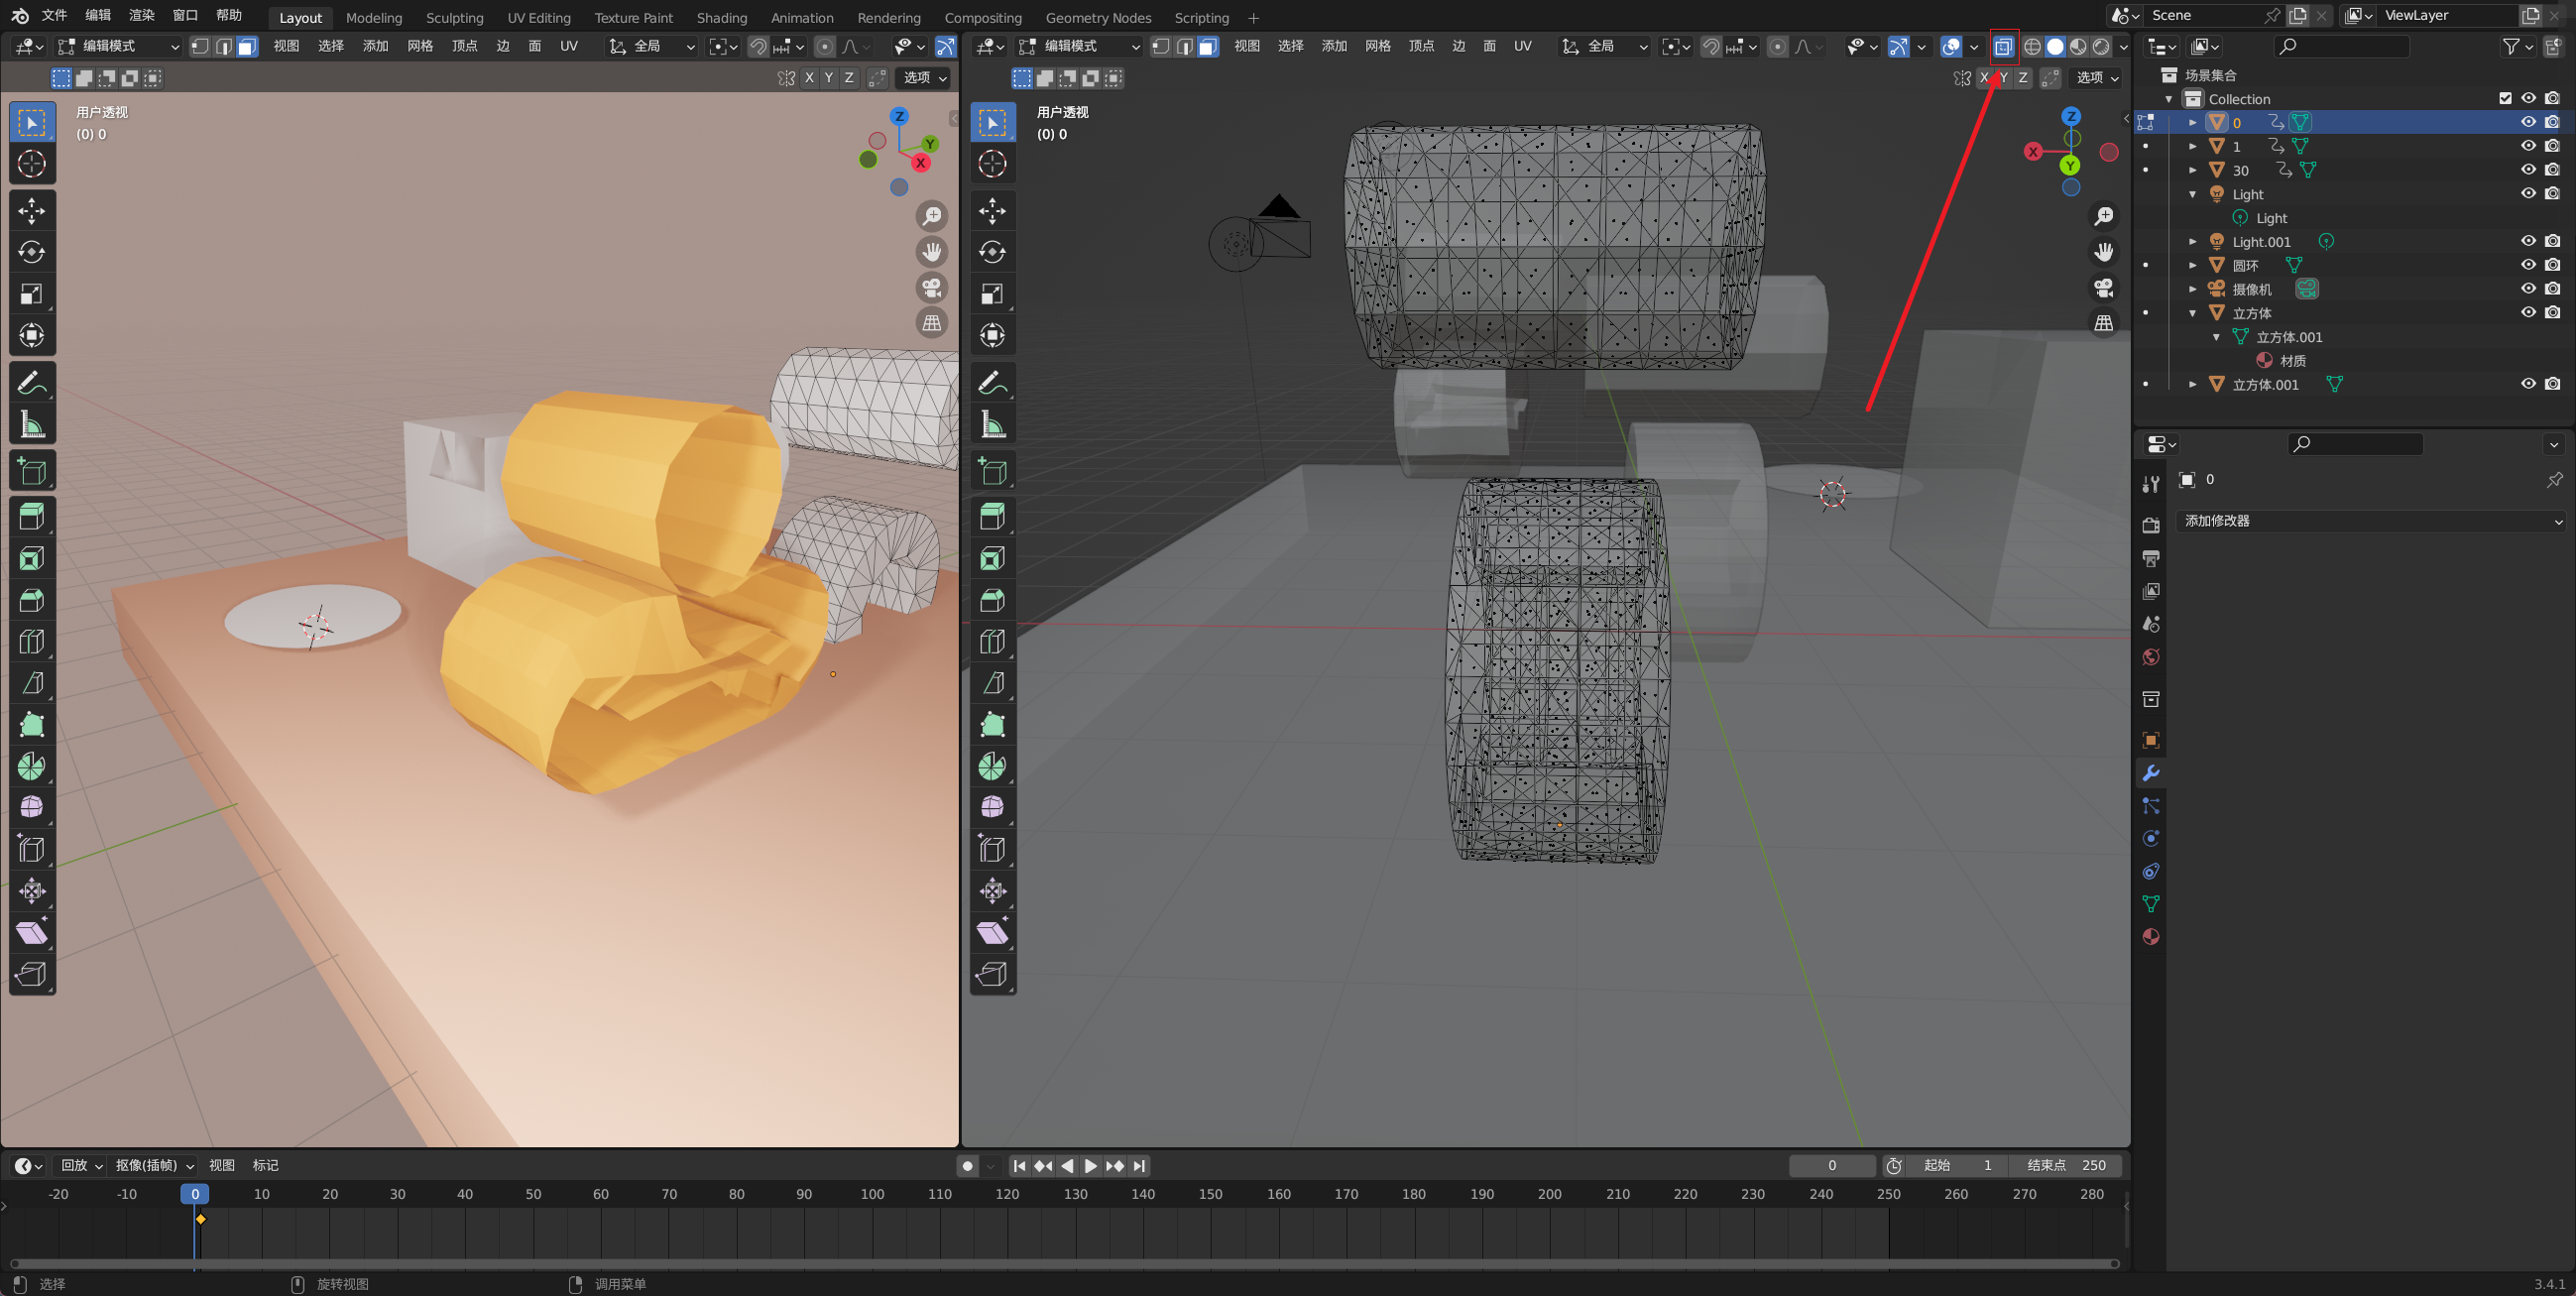 文件 编辑 渲染 窗口 帮助 Layout Modeling Sculpting UV Editing Texture Paint Shading Animation Rendering Compositing Geometry Nodes Scripting + Scene ViewLayer
编辑模式 视图 选择 添加 网格 顶点 边 面 UV 全局
X Y Z 选项
用户透视
(0) 0
Z
Y
X
编辑模式 视图 选择 添加 网格 顶点 边 面 UV 全局
X Y Z 选项
用户透视
(0) 0
Z
X
Y
场景集合
Collection
0
1
30
Light
Light
Light.001
圆环
摄像机
立方体
立方体.001
材质
立方体.001
0
添加修改器
回放 抠像(插帧) 视图 标记 0 起始 1 结束点 250
-20 -10 0 10 20 30 40 50 60 70 80 90 100 110 120 130 140 150 160 170 180 190 200 210 220 230 240 250 260 270 280
选择 旋转视图 调用菜单 3.4.1